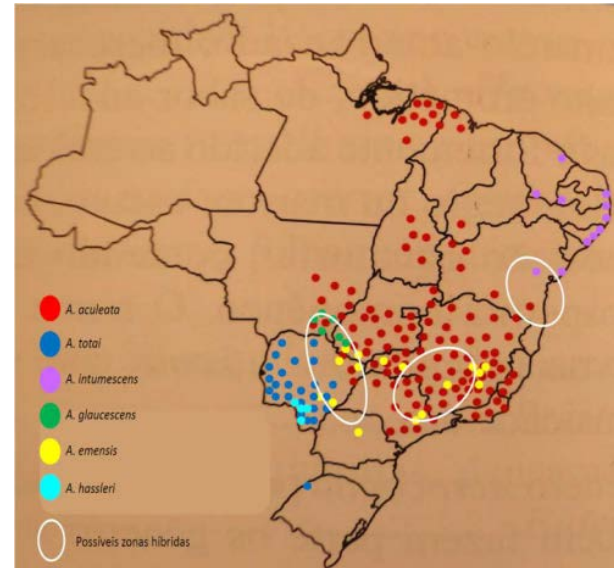 A. aculeata
A. totai
A. intumescens
A. glaucescens
A. emensis
A. hassleri
Possíveis zonas híbridas